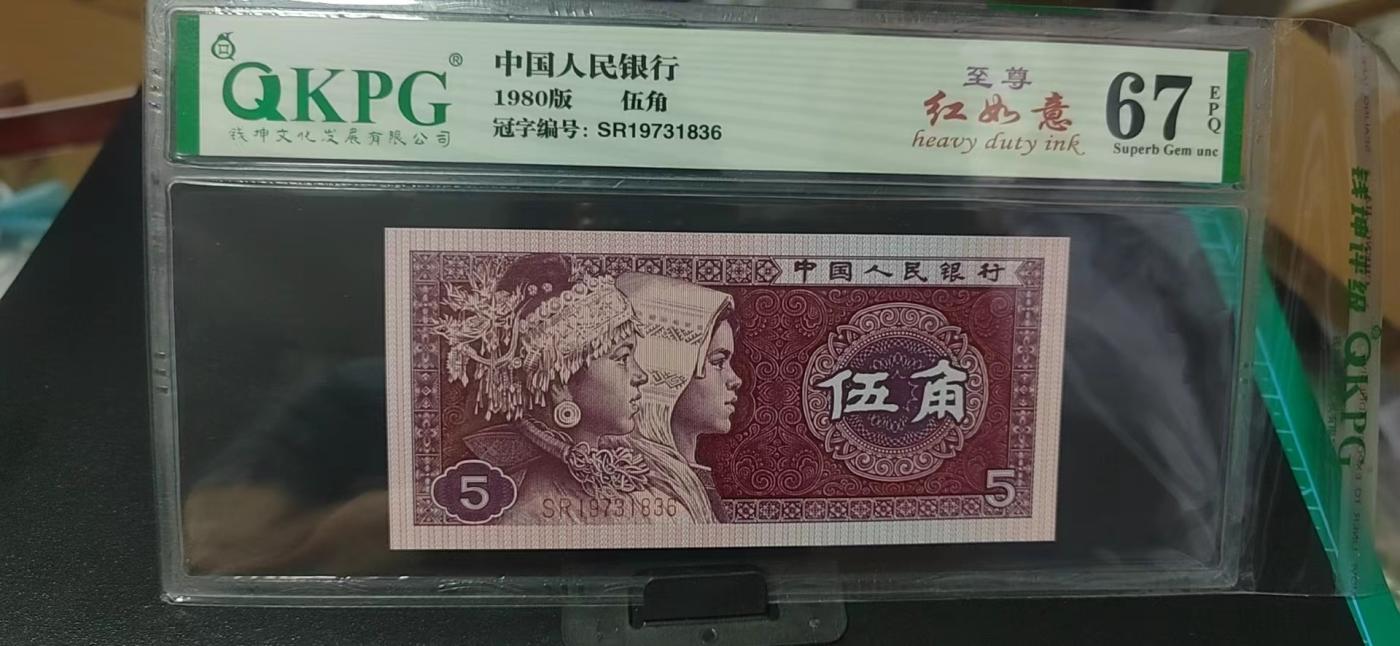 QKPG®
钱坤文化发展有限公司
中国人民银行
1980版 伍角
冠字编号: SR19731836
至尊
红如意
heavy duty ink
67
EPQ
Superb Gem unc
中国人民银行
伍角
5
SR19731836
5
钱坤评级 QKPG